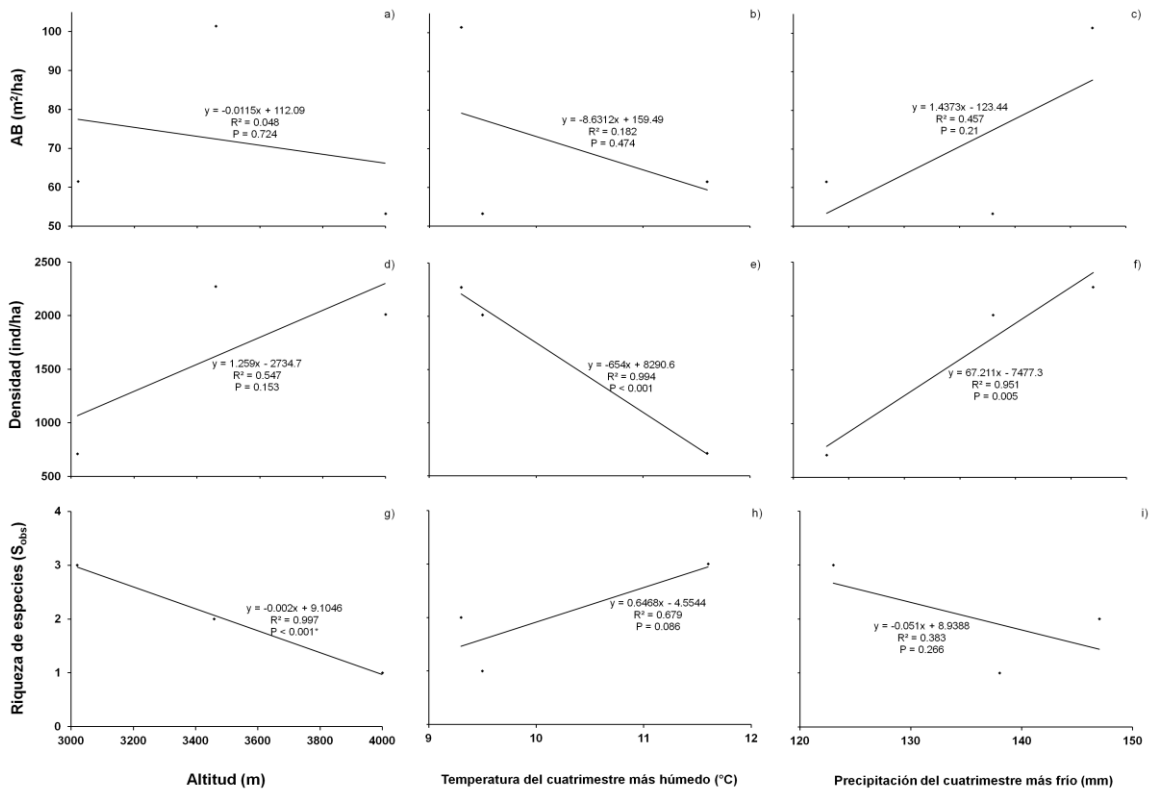 a)
b)
c)
AB (m²/ha)
100
90
80
70
60
50
y = -0.0115x + 112.09
R² = 0.048
P = 0.724
y = -8.6312x + 159.49
R² = 0.182
P = 0.474
y = 1.4373x - 123.44
R² = 0.457
P = 0.21
d)
e)
f)
Densidad (ind/ha)
2500
2000
1500
1000
500
y = 1.259x - 2734.7
R² = 0.547
P = 0.153
y = -654x + 8290.6
R² = 0.994
P < 0.001
y = 67.211x - 7477.3
R² = 0.951
P = 0.005
g)
h)
i)
Riqueza de especies (Sobs)
4
3
2
1
0
y = -0.002x + 9.1046
R² = 0.997
P < 0.001*
y = 0.6468x - 4.5544
R² = 0.679
P = 0.086
y = -0.051x + 8.9388
R² = 0.383
P = 0.266
3000 3200 3400 3600 3800 4000
9 10 11 12
120 130 140 150
Altitud (m)
Temperatura del cuatrimestre más húmedo (°C)
Precipitación del cuatrimestre más frío (mm)